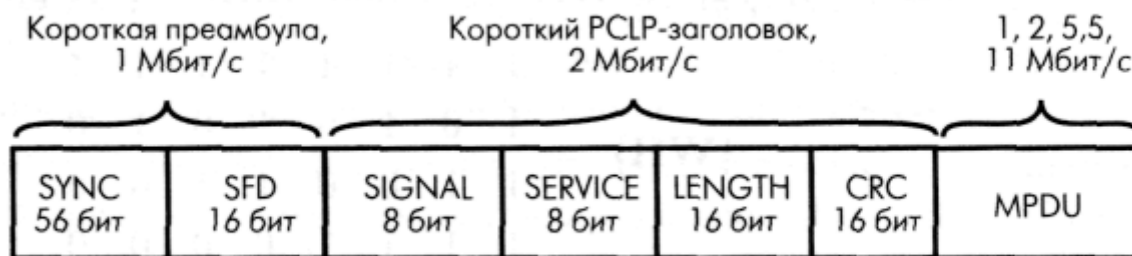 Короткая преамбула,
1 Мбит/с
Короткий PCLP-заголовок,
2 Мбит/с
1, 2, 5,5,
11 Мбит/с
SYNC
56 бит
SFD
16 бит
SIGNAL
8 бит
SERVICE
8 бит
LENGTH
16 бит
CRC
16 бит
MPDU